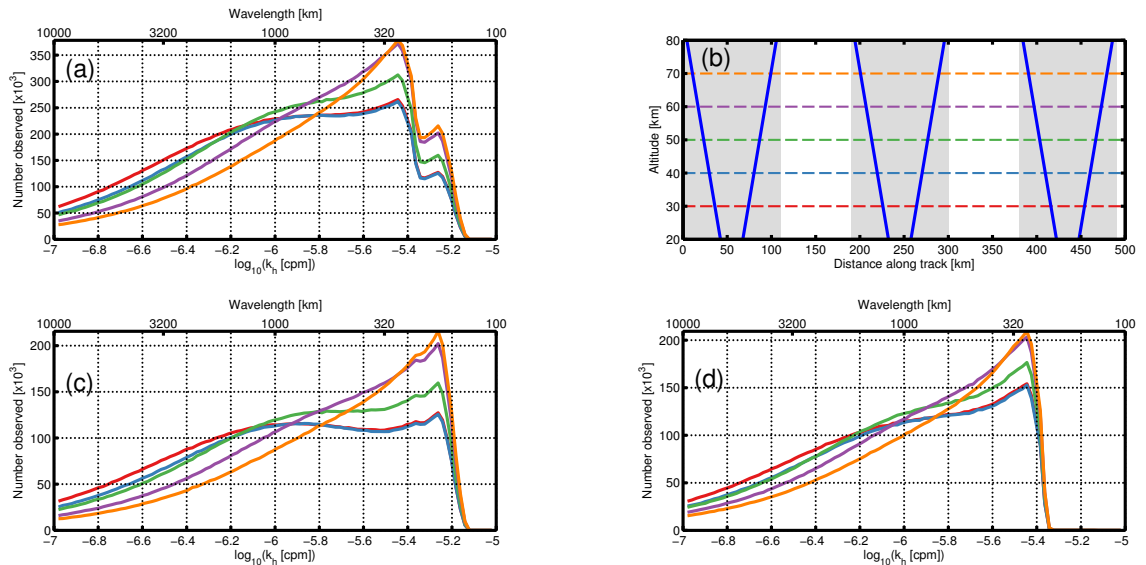 Wavelength [km]
10000 3200 1000 320 100
(a)
Number observed [x10³]
350
300
250
200
150
100
50
0
−7 −6.8 −6.6 −6.4 −6.2 −6 −5.8 −5.6 −5.4 −5.2 −5
log₁₀(kₕ [cpm])
(b)
Altitude [km]
80
70
60
50
40
30
20
0 50 100 150 200 250 300 350 400 450 500
Distance along track [km]
Wavelength [km]
10000 3200 1000 320 100
(c)
Number observed [x10³]
200
150
100
50
0
−7 −6.8 −6.6 −6.4 −6.2 −6 −5.8 −5.6 −5.4 −5.2 −5
log₁₀(kₕ [cpm])
Wavelength [km]
10000 3200 1000 320 100
(d)
Number observed [x10³]
200
150
100
50
0
−7 −6.8 −6.6 −6.4 −6.2 −6 −5.8 −5.6 −5.4 −5.2 −5
log₁₀(kₕ [cpm])